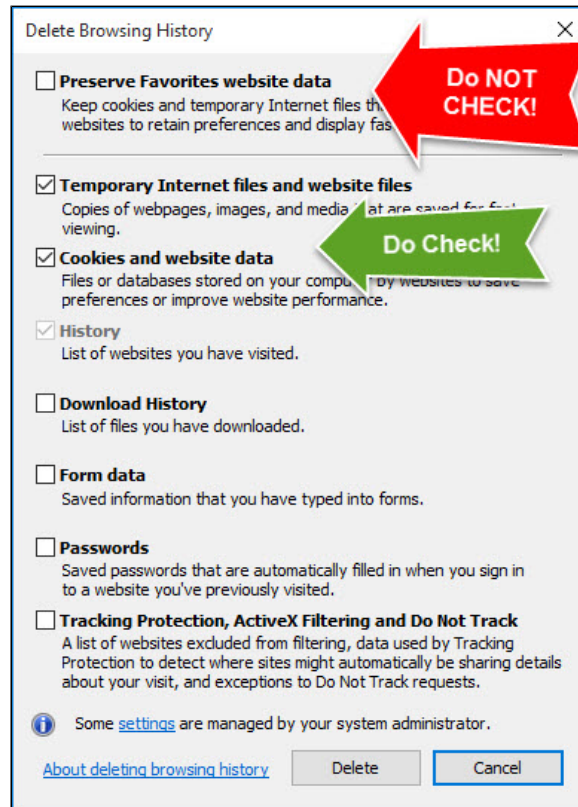 Delete Browsing History
Preserve Favorites website data
Do NOT
CHECK!
Keep cookies and temporary Internet files
websites to retain preferences and display
Temporary Internet files and website files
Copies of webpages, images, and media that are saved for
viewing.
Do Check!
Cookies and website data
Files or databases stored on your computer by websites to save
preferences or improve website performance.
History
List of websites you have visited.
Download History
List of files you have downloaded.
Form data
Saved information that you have typed into forms.
Passwords
Saved passwords that are automatically filled in when you sign in
to a website you've previously visited.
Tracking Protection, ActiveX Filtering and Do Not Track
A list of websites excluded from filtering, data used by Tracking
Protection to detect where sites might automatically be sharing details
about your visit, and exceptions to Do Not Track requests.
Some settings are managed by your system administrator.
About deleting browsing history
Delete
Cancel